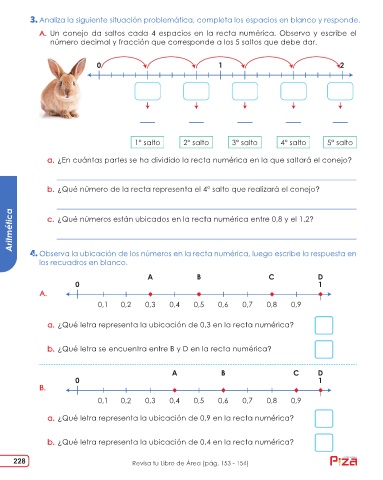 3. Analiza la siguiente situación problemática, completa los espacios en blanco y responde.
A. Un conejo da saltos cada 4 espacios en la recta numérica. Observa y escribe el
número decimal y fracción que corresponde a los 5 saltos que debe dar.
0 1 2
1° salto 2° salto 3° salto 4° salto 5° salto
a. ¿En cuántas partes se ha dividido la recta numérica en la que saltará el conejo?
b. ¿Qué número de la recta representa el 4° salto que realizará el conejo?
c. ¿Qué números están ubicados en la recta numérica entre 0,8 y el 1,2?
Aritmética
4. Observa la ubicación de los números en la recta numérica, luego escribe la respuesta en
los recuadros en blanco.
A B C D
0 1
A.
0,1 0,2 0,3 0,4 0,5 0,6 0,7 0,8 0,9
a. ¿Qué letra representa la ubicación de 0,3 en la recta numérica?
b. ¿Qué letra se encuentra entre B y D en la recta numérica?
A B C D
0 1
B.
0,1 0,2 0,3 0,4 0,5 0,6 0,7 0,8 0,9
a. ¿Qué letra representa la ubicación de 0,9 en la recta numérica?
b. ¿Qué letra representa la ubicación de 0,4 en la recta numérica?
228
Revisa tu Libro de Área (pág. 153 - 154)
Piza